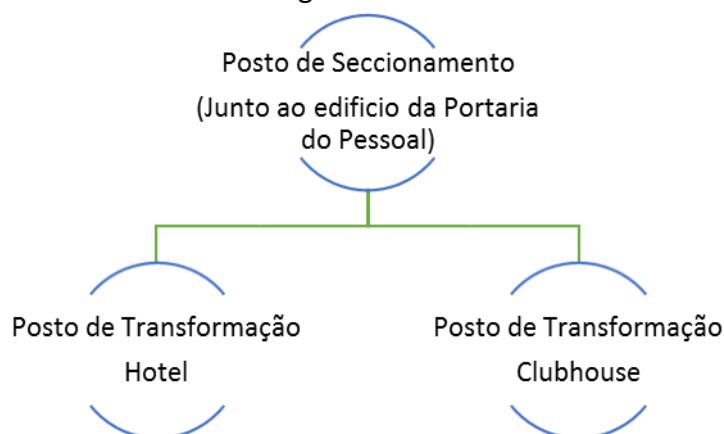 Posto de Seccionamento
(Junto ao edificio da Portaria
do Pessoal)
Posto de Transformação
Hotel
Posto de Transformação
Clubhouse